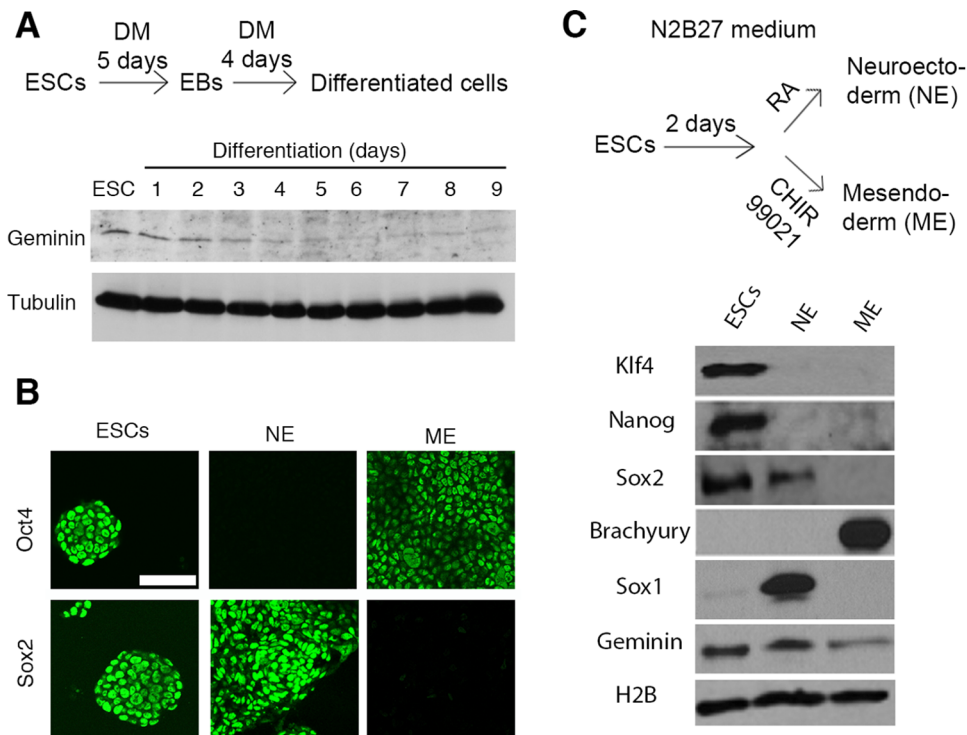 A
DM
5 days
DM
4 days
ESCs
EBs
Differentiated cells
Differentiation (days)
ESC 1 2 3 4 5 6 7 8 9
Geminin
Tubulin
B
ESCs NE ME
Oct4
Sox2
C
N2B27 medium
ESCs
2 days
RA
Neuroecto-
derm (NE)
CHIR
99021
Mesendo-
derm (ME)
ESCs NE ME
Klf4
Nanog
Sox2
Brachyury
Sox1
Geminin
H2B